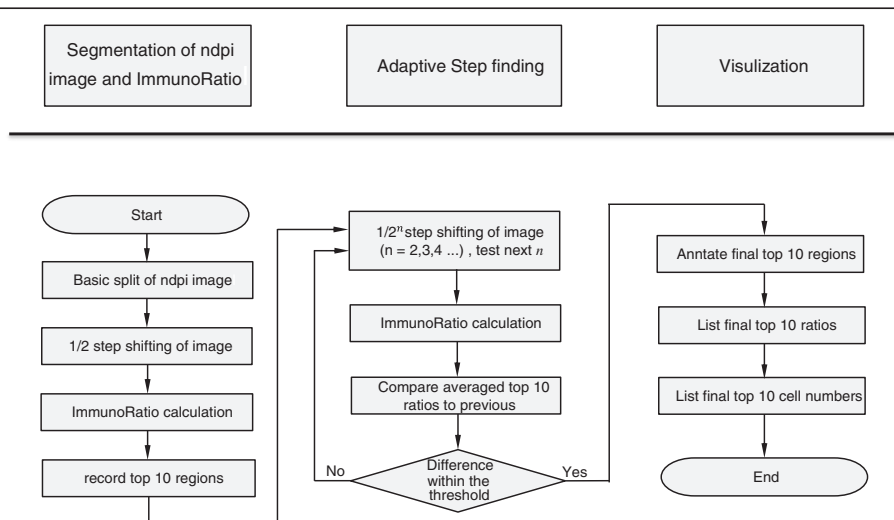 Segmentation of ndpi
image and ImmunoRatio
Adaptive Step finding
Visulization
Start
Basic split of ndpi image
1/2 step shifting of image
ImmunoRatio calculation
record top 10 regions
1/2ⁿ step shifting of image
(n = 2,3,4 ...) , test next n
ImmunoRatio calculation
Compare averaged top 10
ratios to previous
Difference
within the
threshold
No
Yes
Anntate final top 10 regions
List final top 10 ratios
List final top 10 cell numbers
End